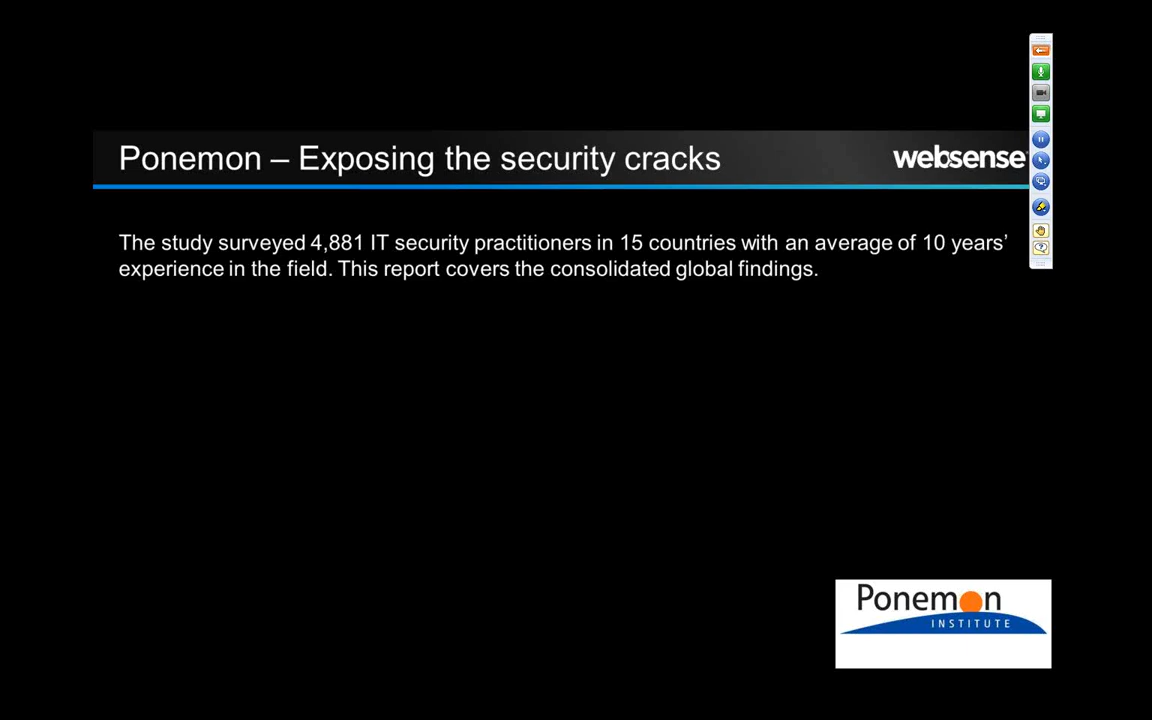 Ponemon – Exposing the security cracks
websense
The study surveyed 4,881 IT security practitioners in 15 countries with an average of 10 years’
experience in the field. This report covers the consolidated global findings.
Ponemon
INSTITUTE